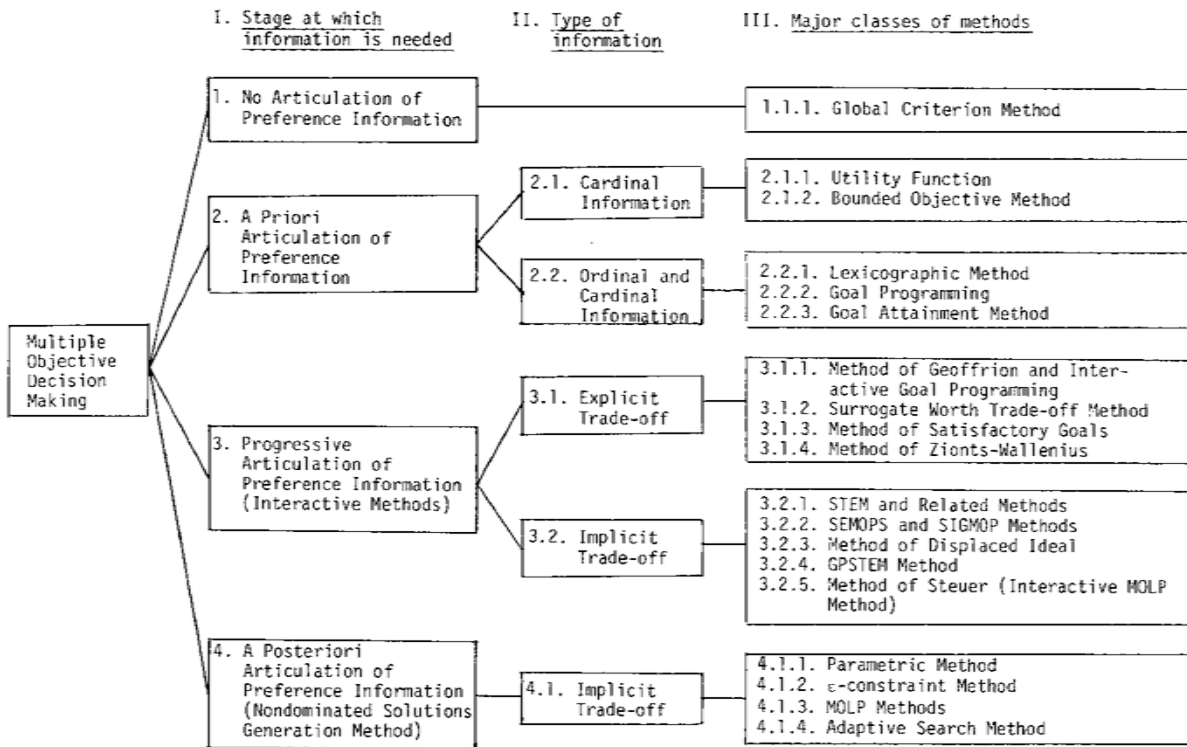 I. Stage at which
information is needed
II. Type of
information
III. Major classes of methods
Multiple
Objective
Decision
Making
1. No Articulation of
Preference Information
1.1.1. Global Criterion Method
2. A Priori
Articulation of
Preference
Information
2.1. Cardinal
Information
2.1.1. Utility Function
2.1.2. Bounded Objective Method
2.2. Ordinal and
Cardinal
Information
2.2.1. Lexicographic Method
2.2.2. Goal Programming
2.2.3. Goal Attainment Method
3. Progressive
Articulation of
Preference Information
(Interactive Methods)
3.1. Explicit
Trade-off
3.1.1. Method of Geoffrion and Inter-
active Goal Programming
3.1.2. Surrogate Worth Trade-off Method
3.1.3. Method of Satisfactory Goals
3.1.4. Method of Zionts-Wallenius
3.2. Implicit
Trade-off
3.2.1. STEM and Related Methods
3.2.2. SEMOPS and SIGMOP Methods
3.2.3. Method of Displaced Ideal
3.2.4. GPSTEM Method
3.2.5. Method of Steuer (Interactive MOLP
Method)
4. A Posteriori
Articulation of
Preference Information
(Nondominated Solutions
Generation Method)
4.1. Implicit
Trade-off
4.1.1. Parametric Method
4.1.2. ε-constraint Method
4.1.3. MOLP Methods
4.1.4. Adaptive Search Method